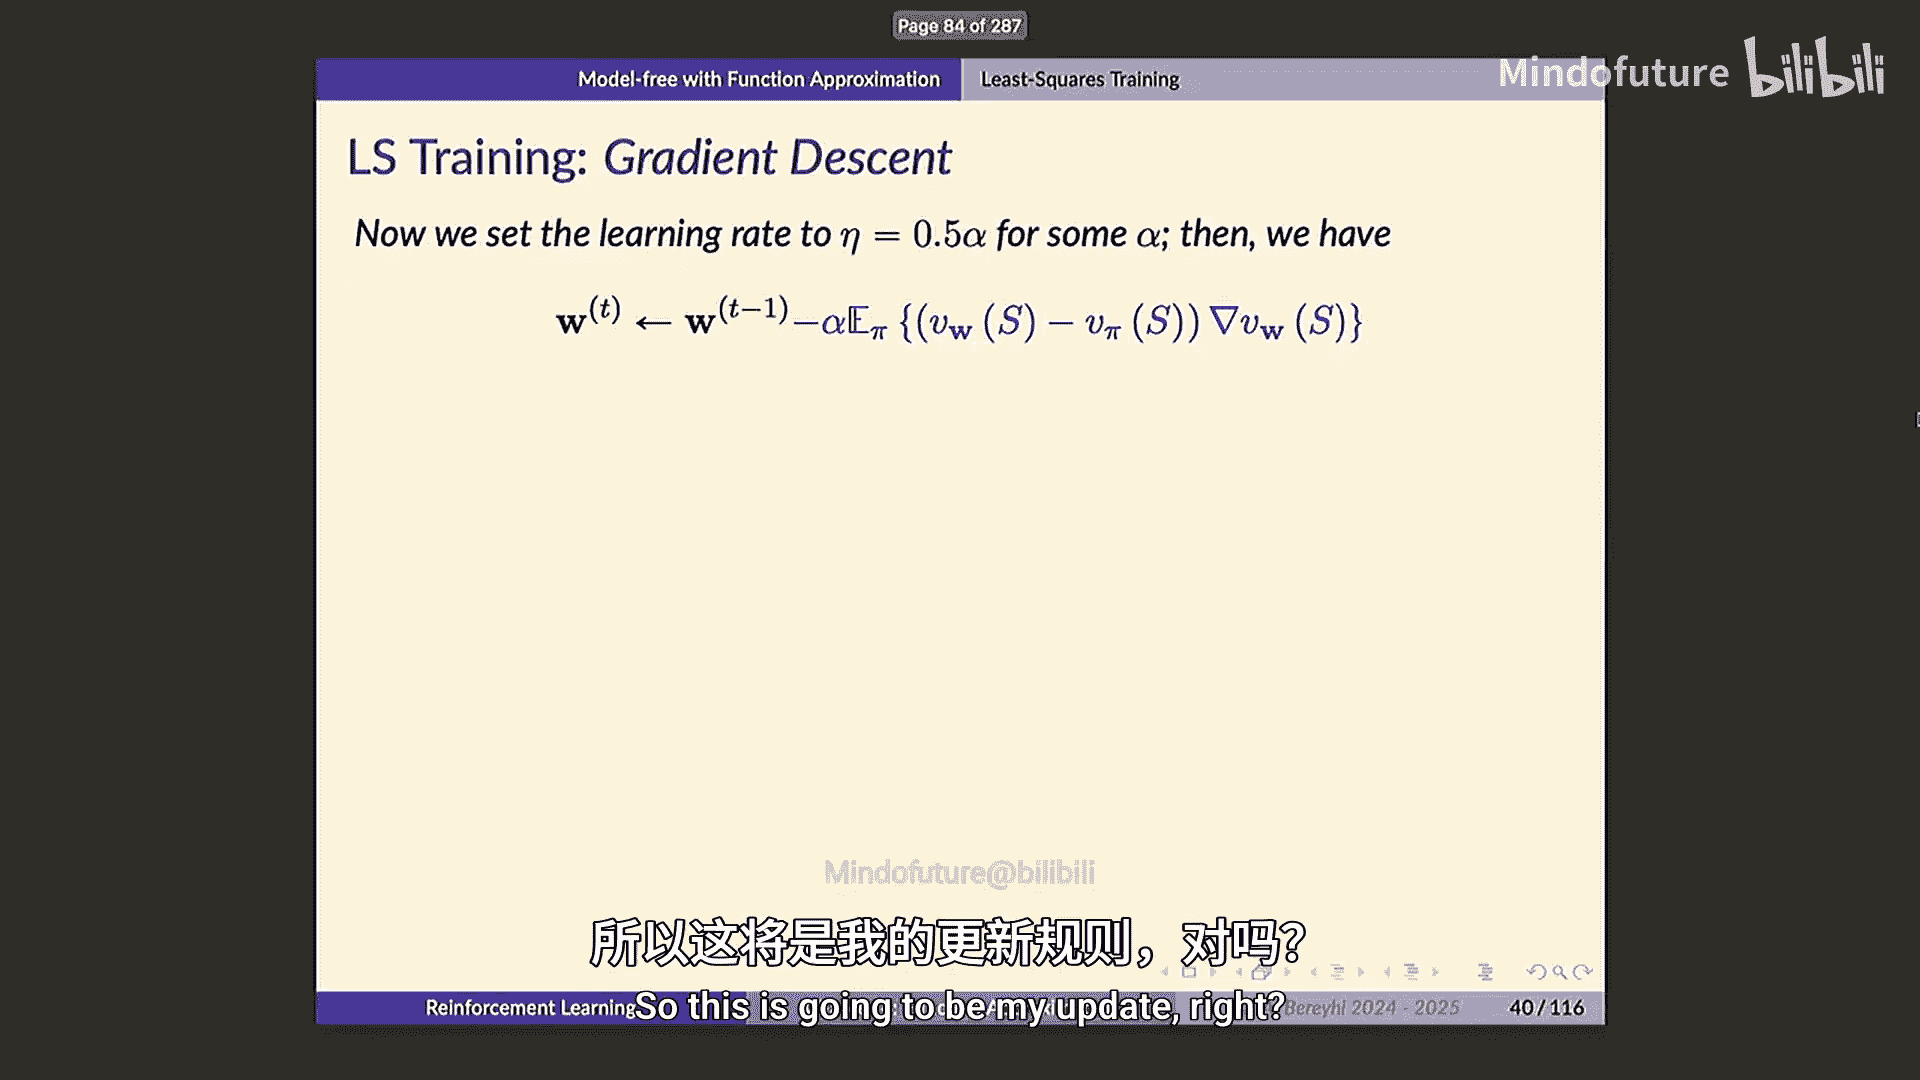 Page 84 of 287
Model-free with Function Approximation
Least-Squares Training
Mindofuture bilibili
LS Training: Gradient Descent
Now we set the learning rate to η = 0.5α for some α; then, we have
w^(t) ← w^(t−1) −α𝔼_π {(v_w (S) − v_π (S)) ∇v_w (S)}
Mindofuture@bilibili
所以这将是我的更新规则，对吗？
So this is going to be my update, right?
Reinforcement Learning
Bereyhi 2024 - 2025
40 / 116